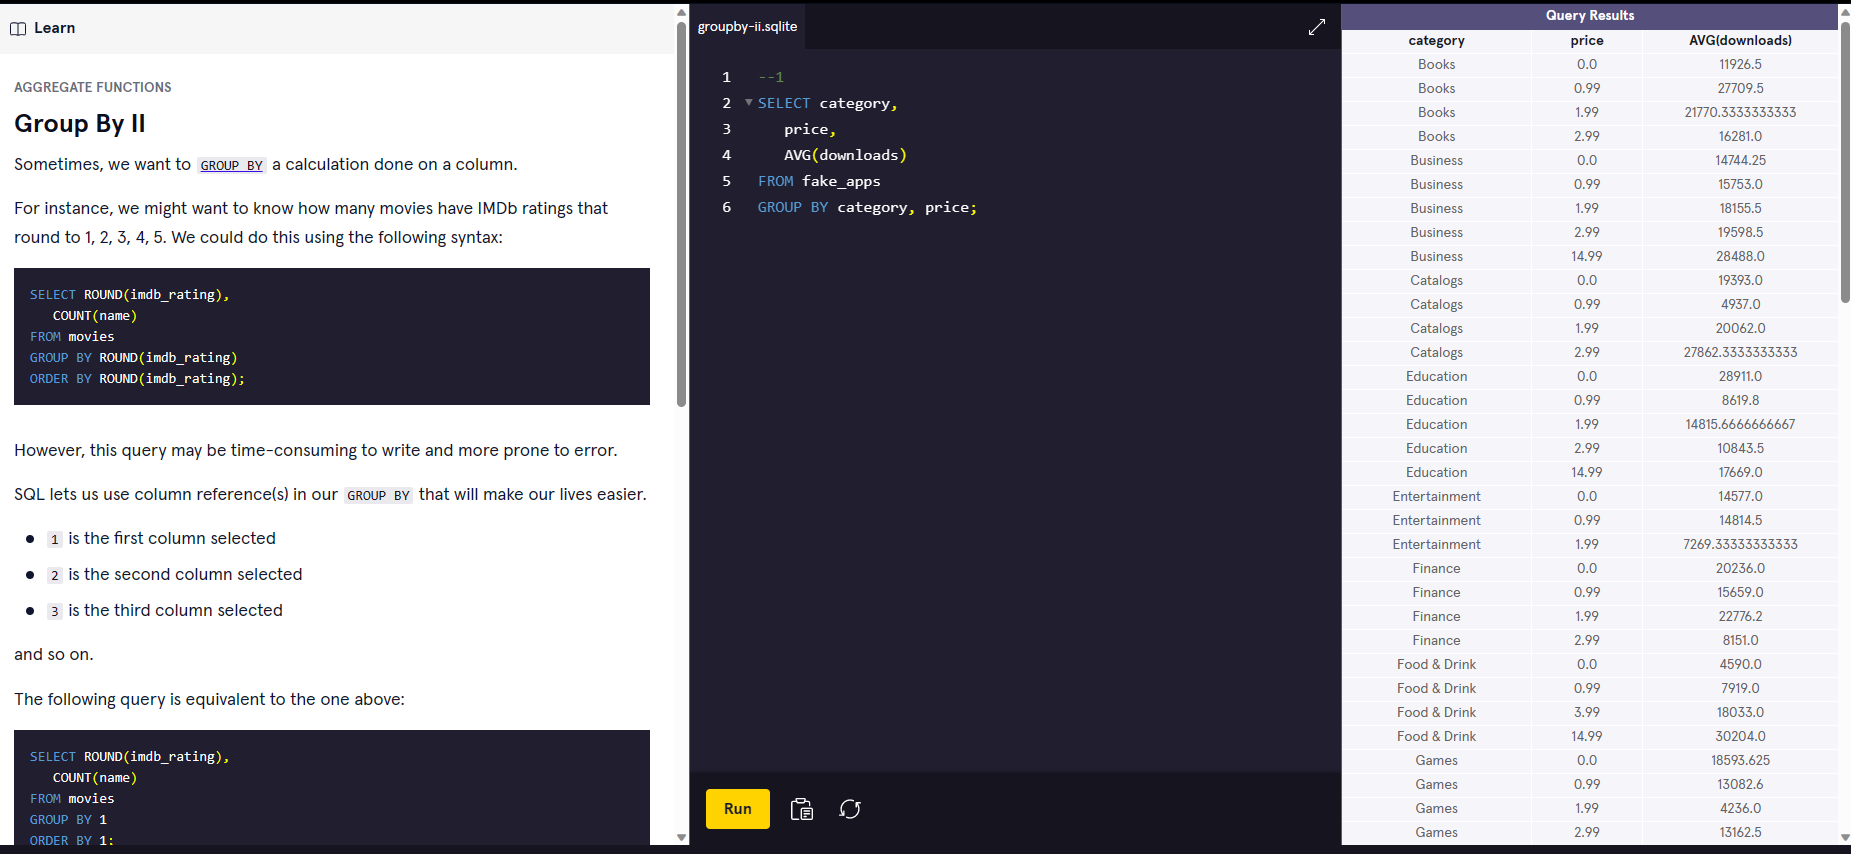 Learn
AGGREGATE FUNCTIONS
Group By II
Sometimes, we want to GROUP BY a calculation done on a column.
For instance, we might want to know how many movies have IMDb ratings that
round to 1, 2, 3, 4, 5. We could do this using the following syntax:
SELECT ROUND(imdb_rating),
COUNT(name)
FROM movies
GROUP BY ROUND(imdb_rating)
ORDER BY ROUND(imdb_rating);
However, this query may be time-consuming to write and more prone to error.
SQL lets us use column reference(s) in our GROUP BY that will make our lives easier.
1 is the first column selected
2 is the second column selected
3 is the third column selected
and so on.
The following query is equivalent to the one above:
SELECT ROUND(imdb_rating),
COUNT(name)
FROM movies
GROUP BY 1
ORDER BY 1;
groupby-ii.sqlite
1 --1
2 SELECT category,
3 price,
4 AVG(downloads)
5 FROM fake_apps
6 GROUP BY category, price;
Run
Query Results
category price AVG(downloads)
Books 0.0 11926.5
Books 0.99 27709.5
Books 1.99 21770.3333333333
Books 2.99 16281.0
Business 0.0 14744.25
Business 0.99 15753.0
Business 1.99 18155.5
Business 2.99 19598.5
Business 14.99 28488.0
Catalogs 0.0 19393.0
Catalogs 0.99 4937.0
Catalogs 1.99 20062.0
Catalogs 2.99 27862.3333333333
Education 0.0 28911.0
Education 0.99 8619.8
Education 1.99 14815.6666666667
Education 2.99 10843.5
Education 14.99 17669.0
Entertainment 0.0 14577.0
Entertainment 0.99 14814.5
Entertainment 1.99 7269.33333333333
Finance 0.0 20236.0
Finance 0.99 15659.0
Finance 1.99 22776.2
Finance 2.99 8151.0
Food & Drink 0.0 4590.0
Food & Drink 0.99 7919.0
Food & Drink 3.99 18033.0
Food & Drink 14.99 30204.0
Games 0.0 18593.625
Games 0.99 13082.6
Games 1.99 4236.0
Games 2.99 13162.5